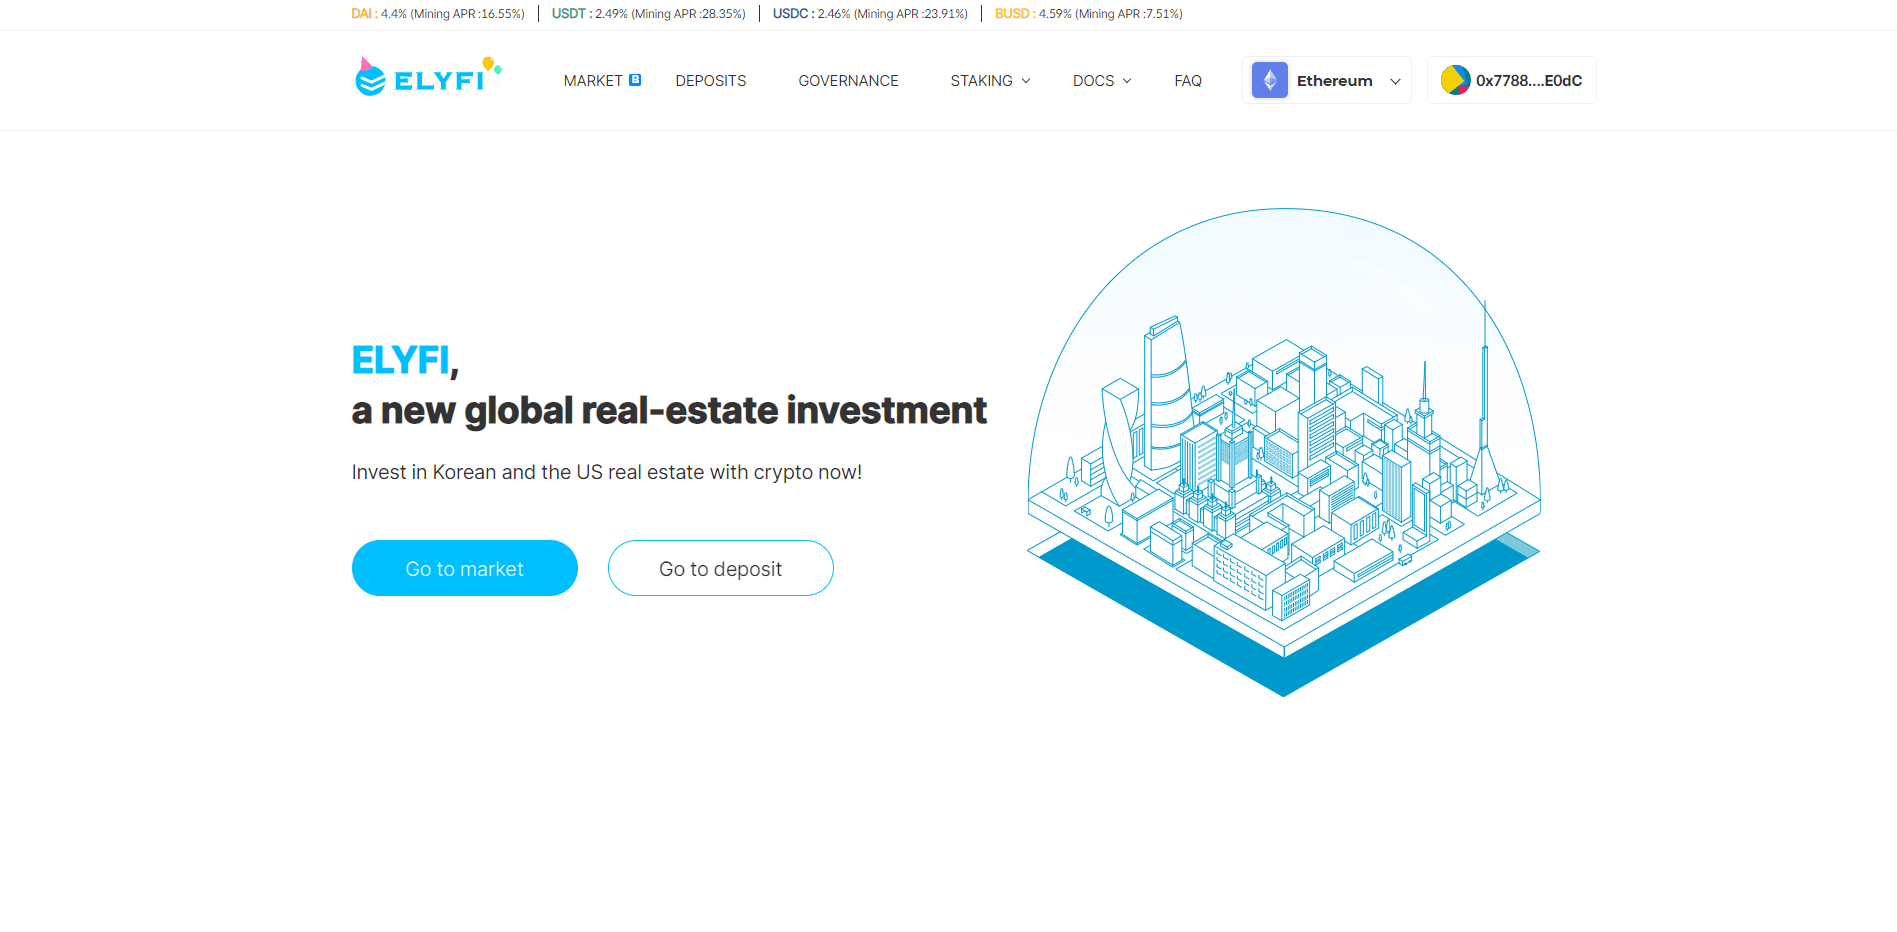 DAI : 4.4% (Mining APR :16.55%) USDT : 2.49% (Mining APR :28.35%) USDC : 2.46% (Mining APR :23.91%) BUSD : 4.59% (Mining APR :7.51%)
ELYFI MARKET B DEPOSITS GOVERNANCE STAKING DOCS FAQ Ethereum 0x7788....E0dC
ELYFI,
a new global real-estate investment
Invest in Korean and the US real estate with crypto now!
Go to market Go to deposit